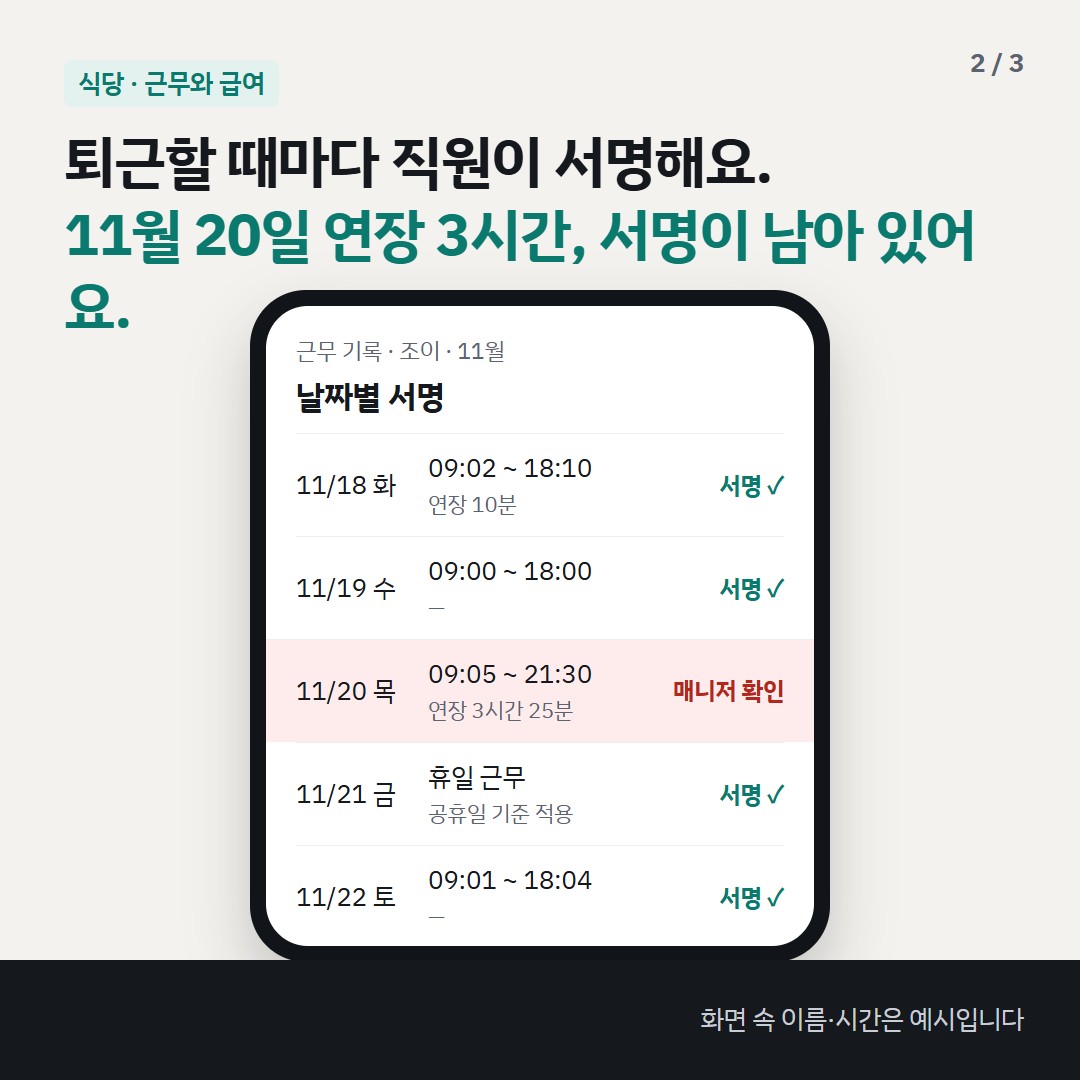 식당 · 근무와 급여
2 / 3
퇴근할 때마다 직원이 서명해요.
11월 20일 연장 3시간, 서명이 남아 있어
요.
근무 기록 · 조이 · 11월
날짜별 서명
11/18 화
09:02 ~ 18:10
연장 10분
서명 ✓
11/19 수
09:00 ~ 18:00
—
서명 ✓
11/20 목
09:05 ~ 21:30
연장 3시간 25분
매니저 확인
11/21 금
휴일 근무
공휴일 기준 적용
서명 ✓
11/22 토
09:01 ~ 18:04
—
서명 ✓
화면 속 이름·시간은 예시입니다